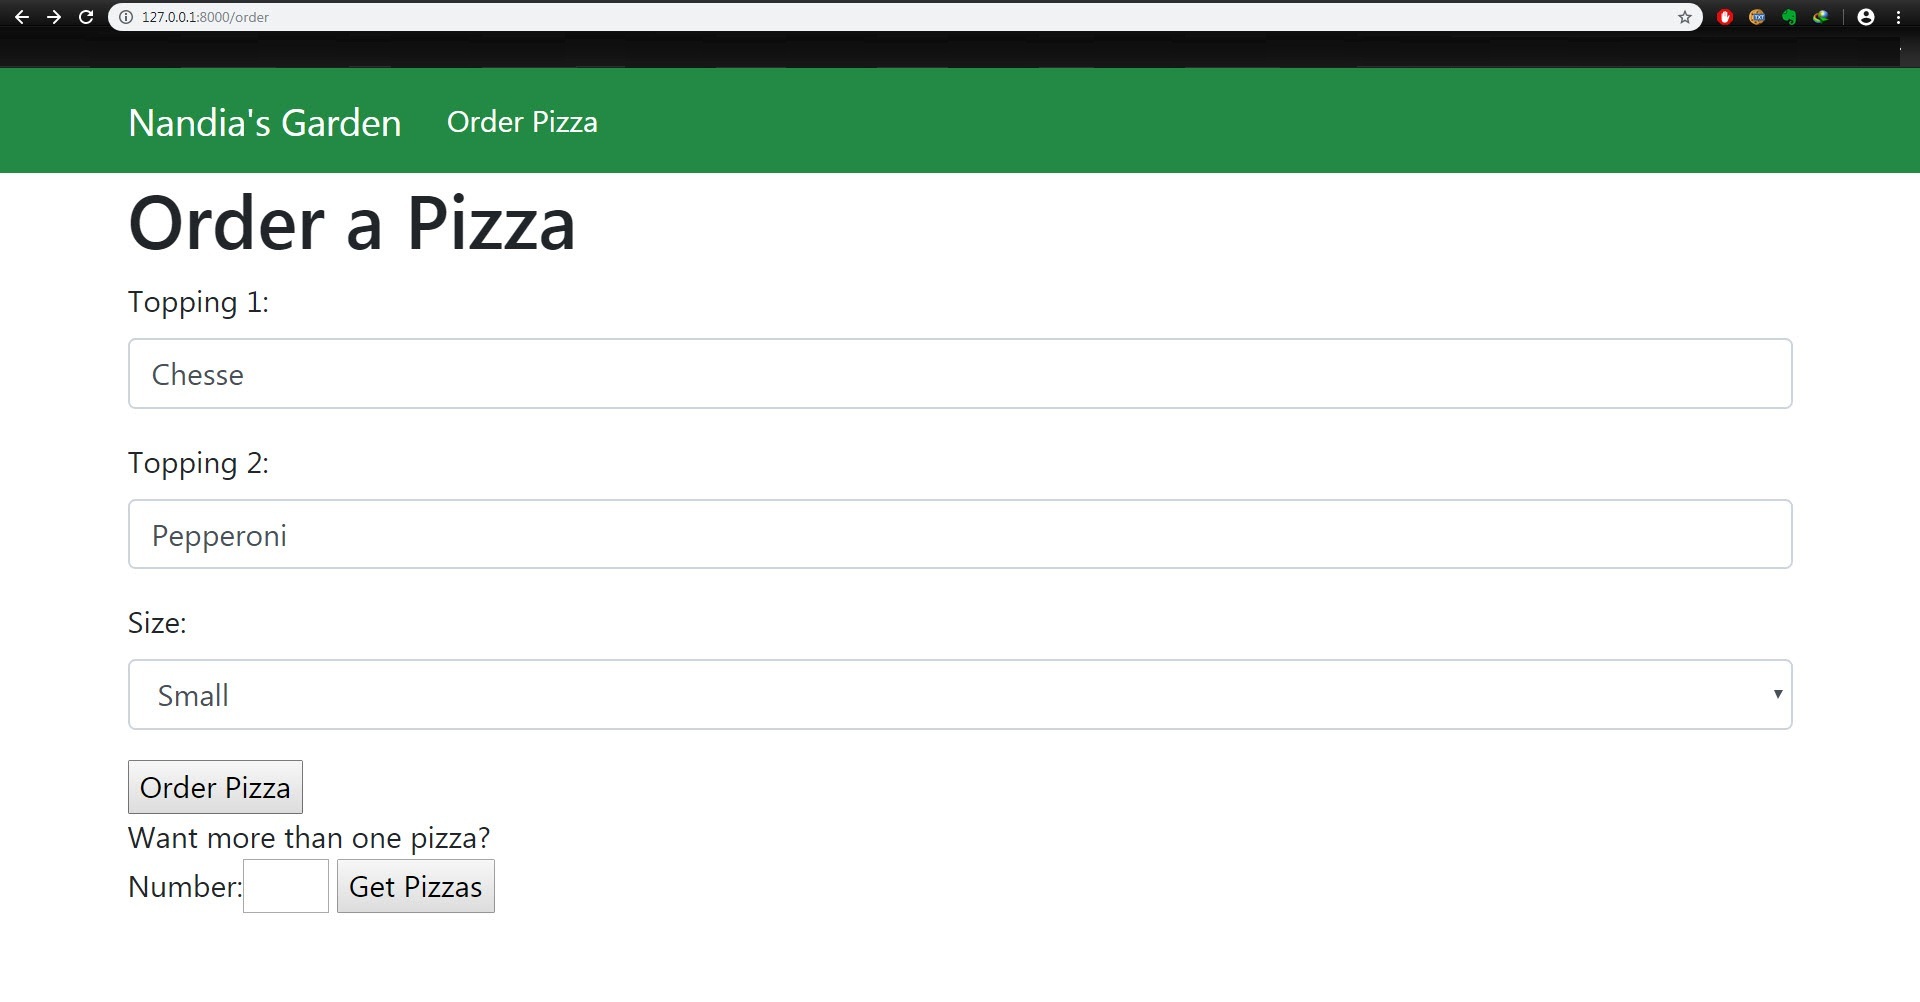 127.0.0.1:8000/order
Nandia's Garden Order Pizza
Order a Pizza
Topping 1:
Chesse
Topping 2:
Pepperoni
Size:
Small
Order Pizza
Want more than one pizza?
Number: Get Pizzas